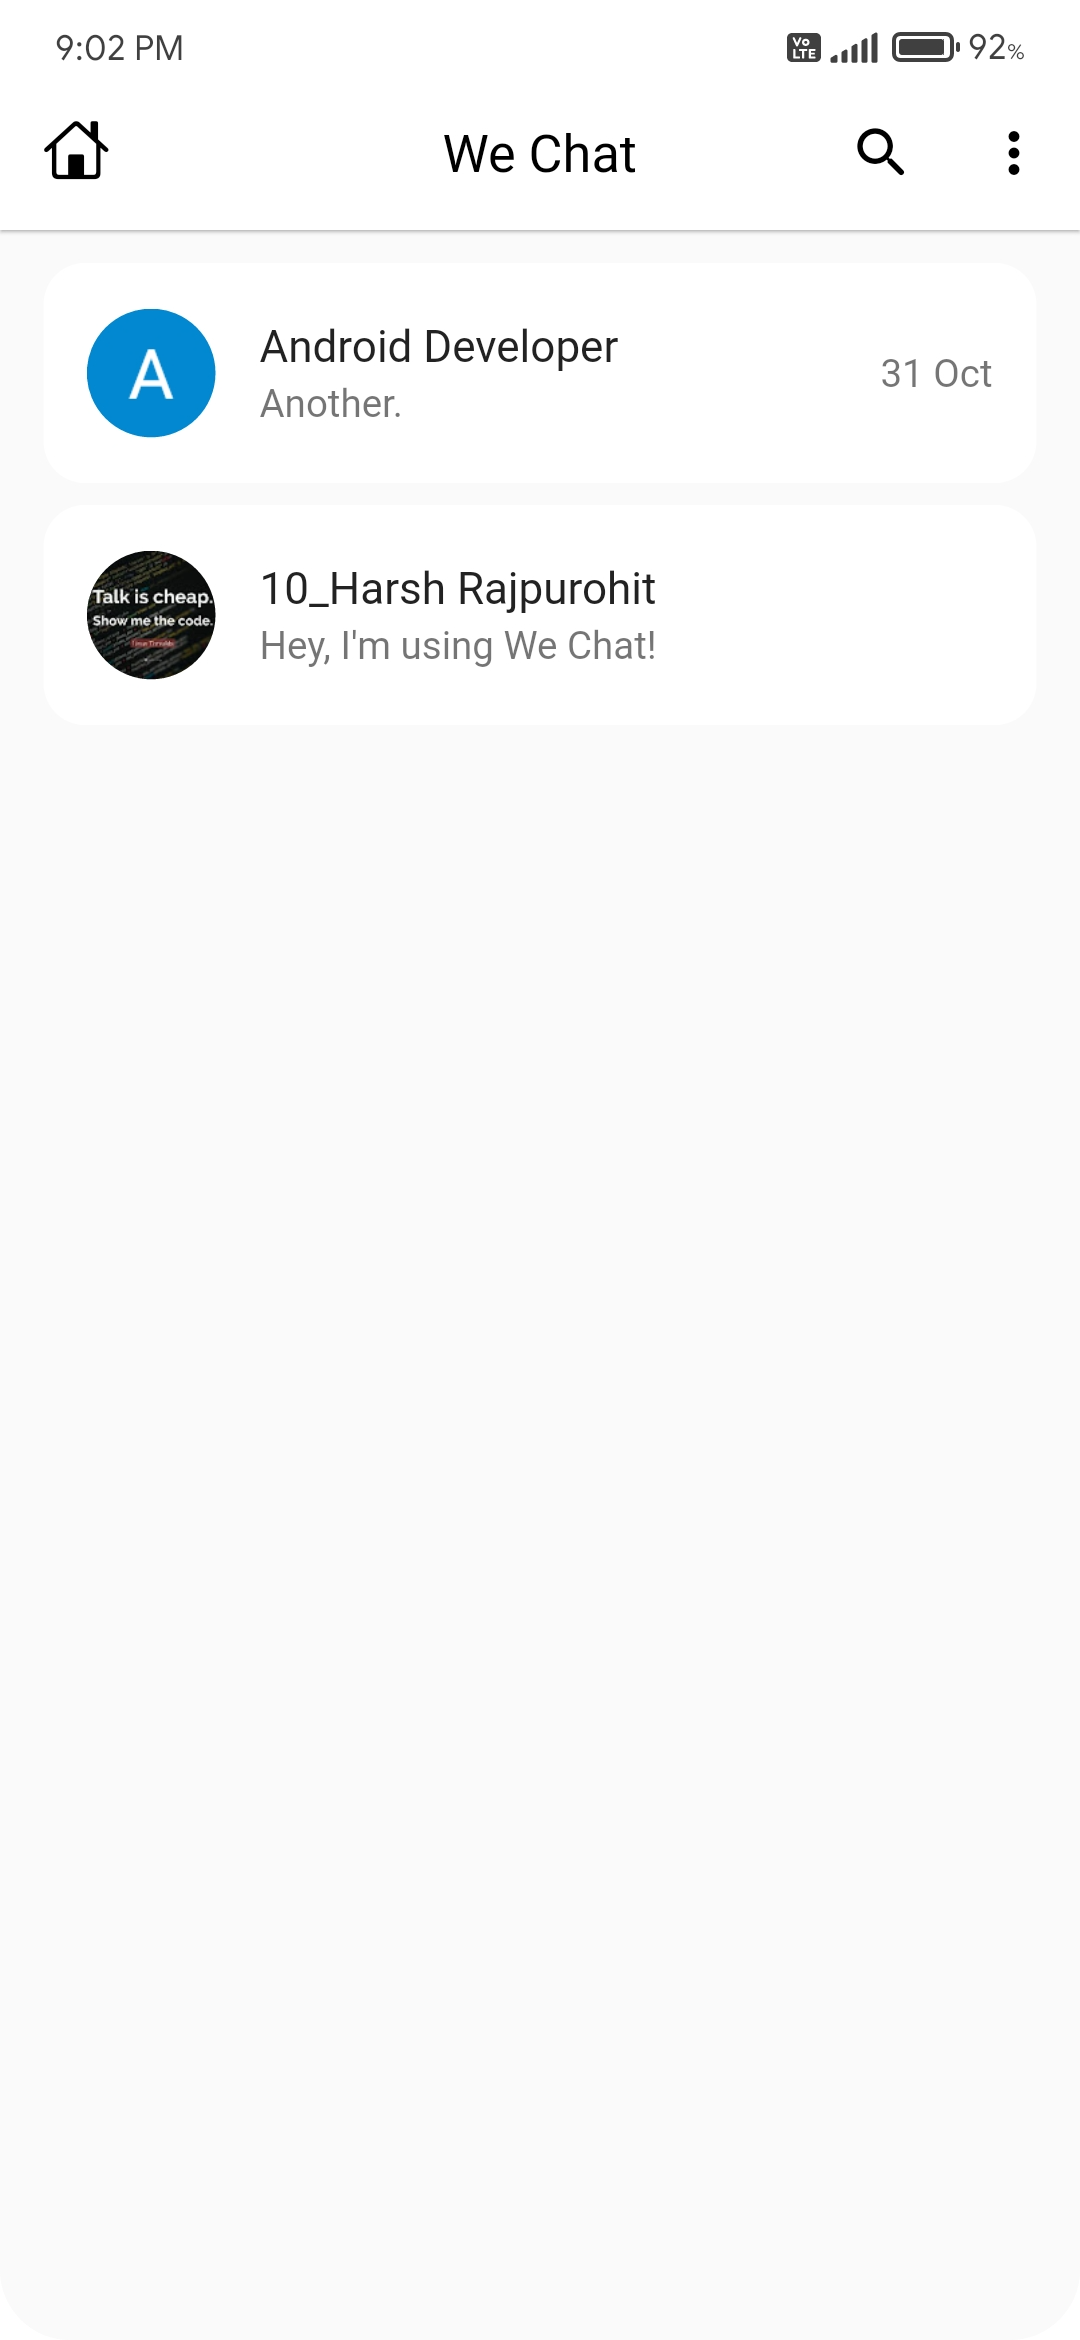 9:02 PM
Vo LTE
92%
We Chat
A
Android Developer
Another.
31 Oct
Talk is cheap.
Show me the code.
10_Harsh Rajpurohit
Hey, I'm using We Chat!